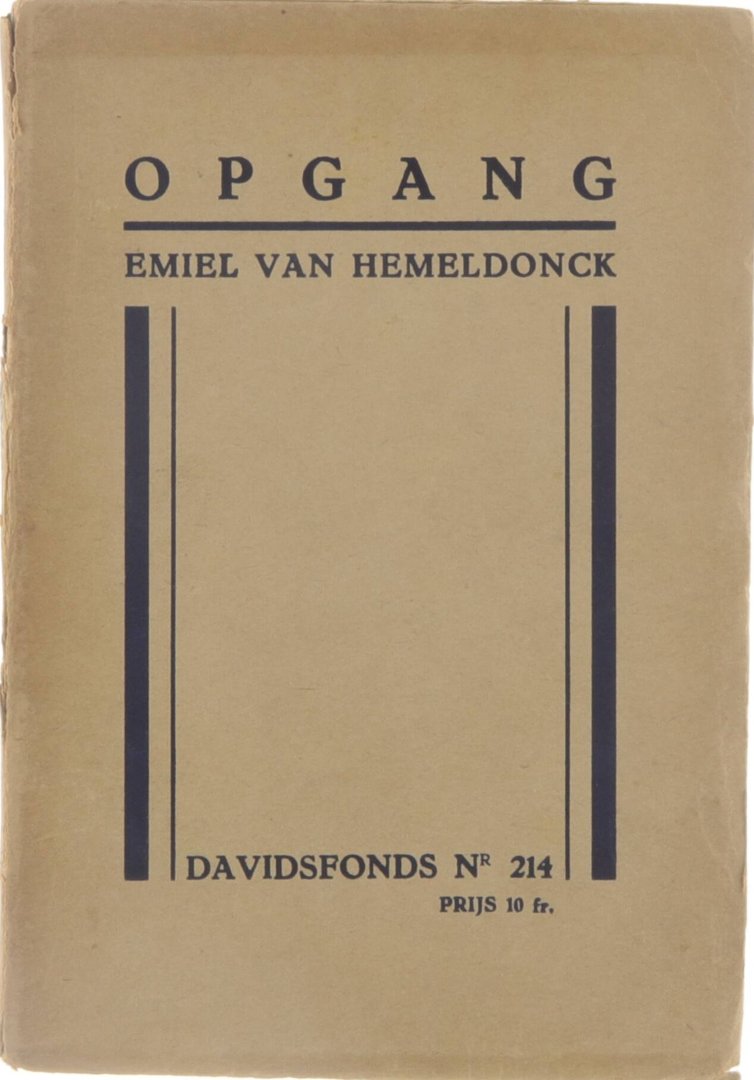 OPGANG
EMIEL VAN HEMELDONCK
DAVIDSFONDS NR 214
PRIJS 10 fr.